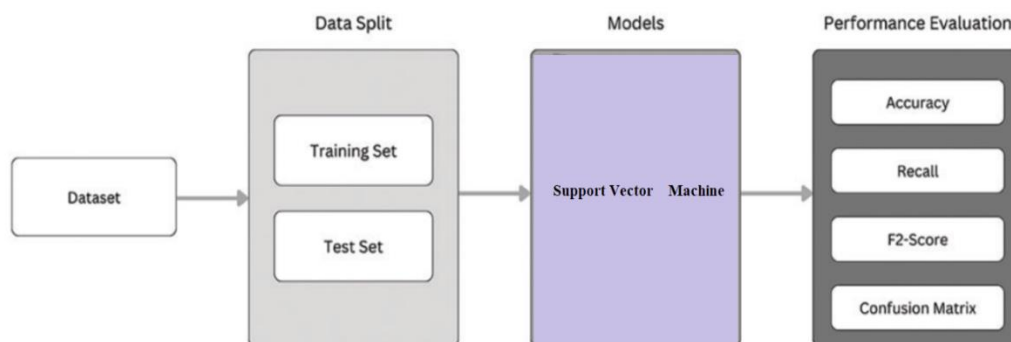 Data Split
Models
Performance Evaluation
Dataset
Training Set
Test Set
Support Vector Machine
Accuracy
Recall
F2-Score
Confusion Matrix